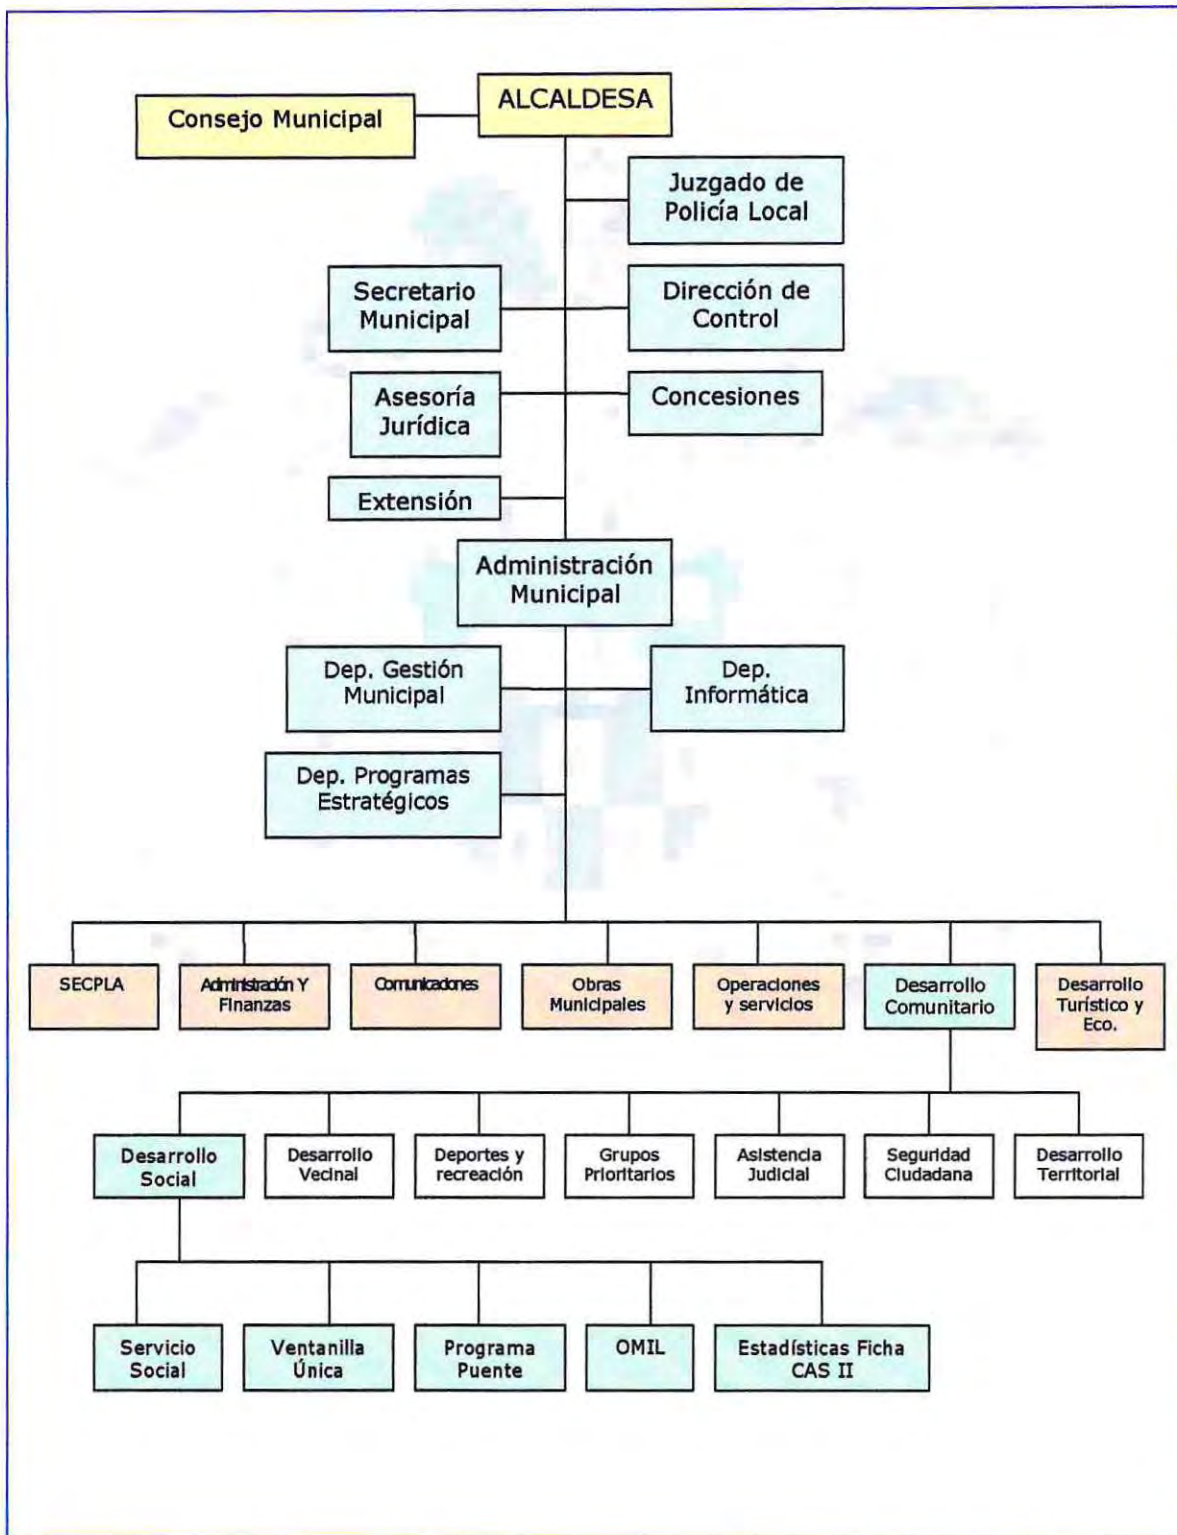 ALCALDESA
Consejo Municipal
Juzgado de
Policía Local
Secretario
Municipal
Dirección de
Control
Asesoría
Jurídica
Concesiones
Extensión
Administración
Municipal
Dep. Gestión
Municipal
Dep.
Informática
Dep. Programas
Estratégicos
SECPLA
Administración Y
Finanzas
Comunicaciones
Obras
Municipales
Operaciones
y servicios
Desarrollo
Comunitario
Desarrollo
Turístico y
Eco.
Desarrollo
Social
Desarrollo
Vecinal
Deportes y
recreación
Grupos
Prioritarios
Asistencia
Judicial
Seguridad
Ciudadana
Desarrollo
Territorial
Servicio
Social
Ventanilla
Única
Programa
Puente
OMIL
Estadísticas Ficha
CAS II